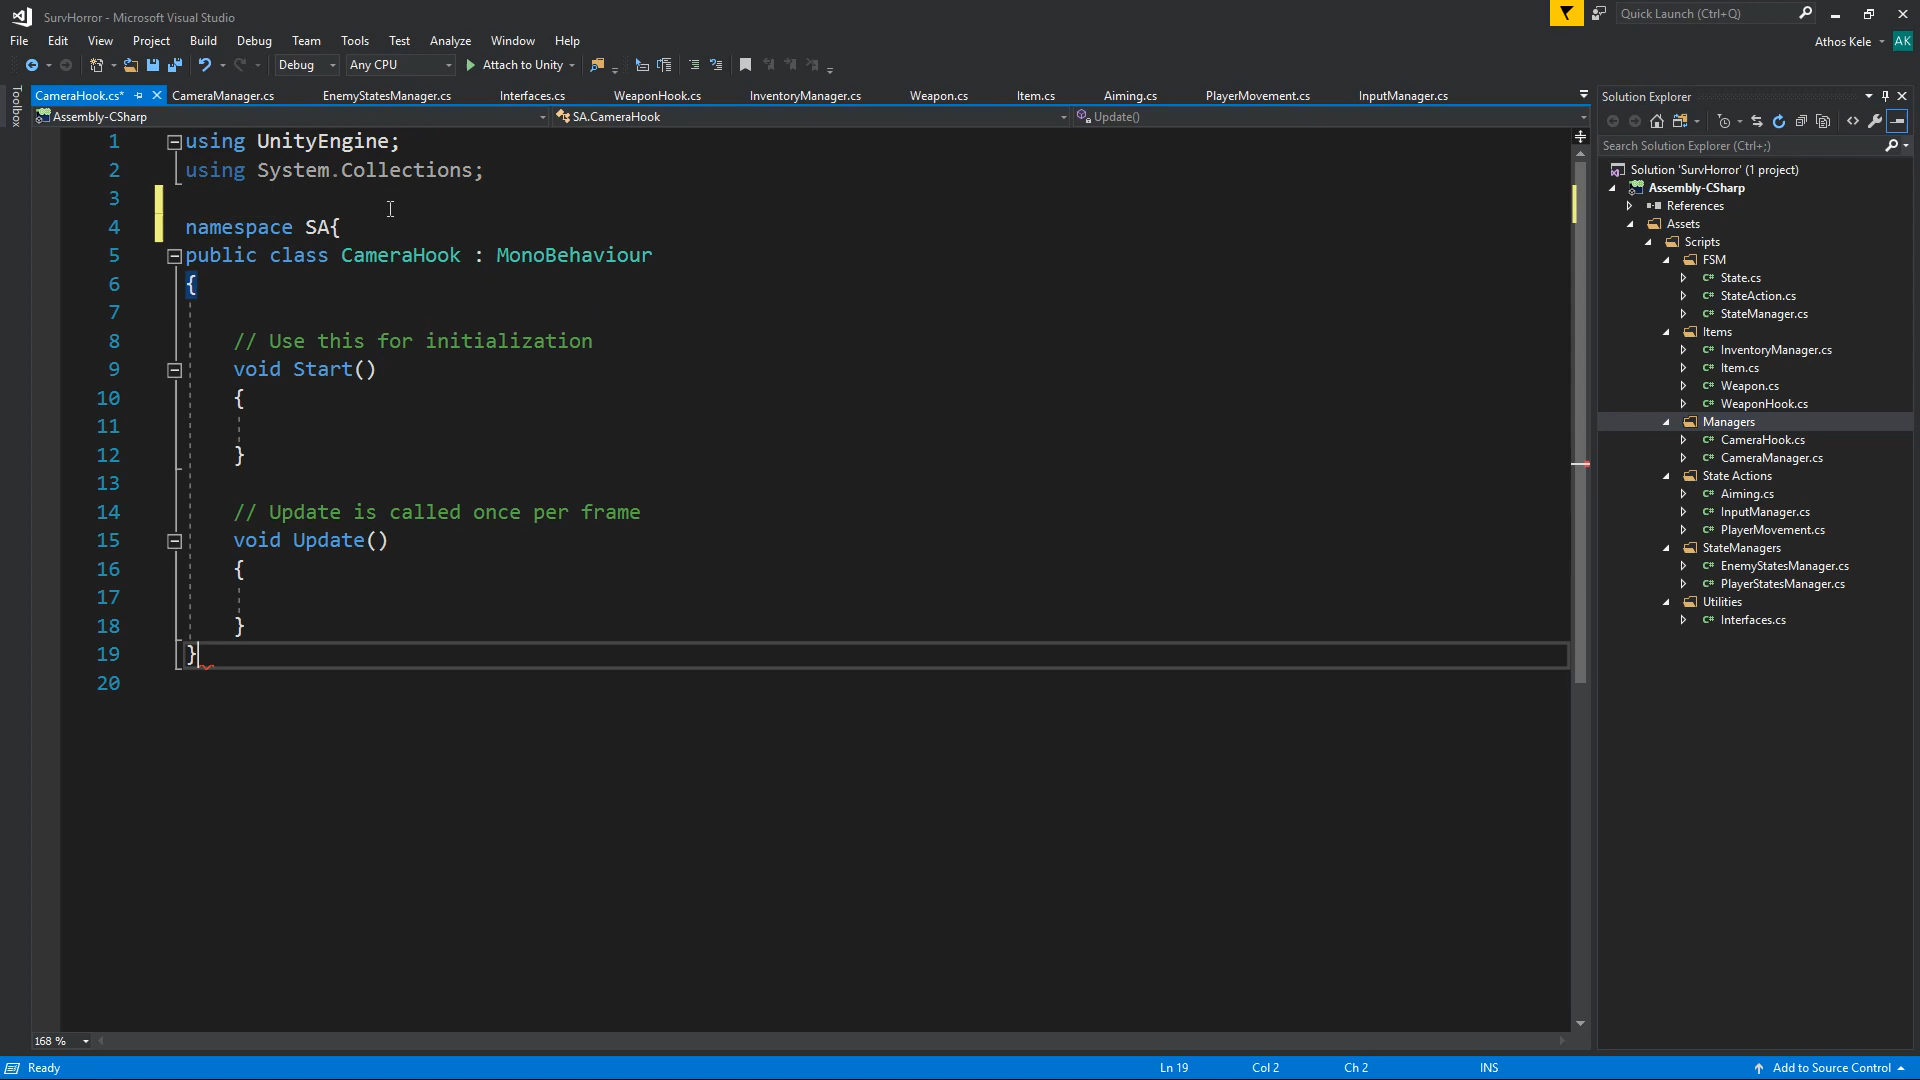 SurvHorror - Microsoft Visual Studio
Quick Launch (Ctrl+Q)
File Edit View Project Build Debug Team Tools Test Analyze Window Help
Athos Kele AK
Debug Any CPU Attach to Unity
Toolbox
CameraHook.cs* CameraManager.cs EnemyStatesManager.cs Interfaces.cs WeaponHook.cs InventoryManager.cs Weapon.cs Item.cs Aiming.cs PlayerMovement.cs InputManager.cs
Assembly-CSharp SA.CameraHook Update()
1 using UnityEngine;
2 using System.Collections;
3
4 namespace SA{
5 public class CameraHook : MonoBehaviour
6 {
7
8 // Use this for initialization
9 void Start()
10 {
11
12 }
13
14 // Update is called once per frame
15 void Update()
16 {
17
18 }
19 }
20
168 %
Solution Explorer
Search Solution Explorer (Ctrl+;)
Solution 'SurvHorror' (1 project)
Assembly-CSharp
References
Assets
Scripts
FSM
C# State.cs
C# StateAction.cs
C# StateManager.cs
Items
C# InventoryManager.cs
C# Item.cs
C# Weapon.cs
C# WeaponHook.cs
Managers
C# CameraHook.cs
C# CameraManager.cs
State Actions
C# Aiming.cs
C# InputManager.cs
C# PlayerMovement.cs
StateManagers
C# EnemyStatesManager.cs
C# PlayerStatesManager.cs
Utilities
C# Interfaces.cs
Ready Ln 19 Col 2 Ch 2 INS Add to Source Control